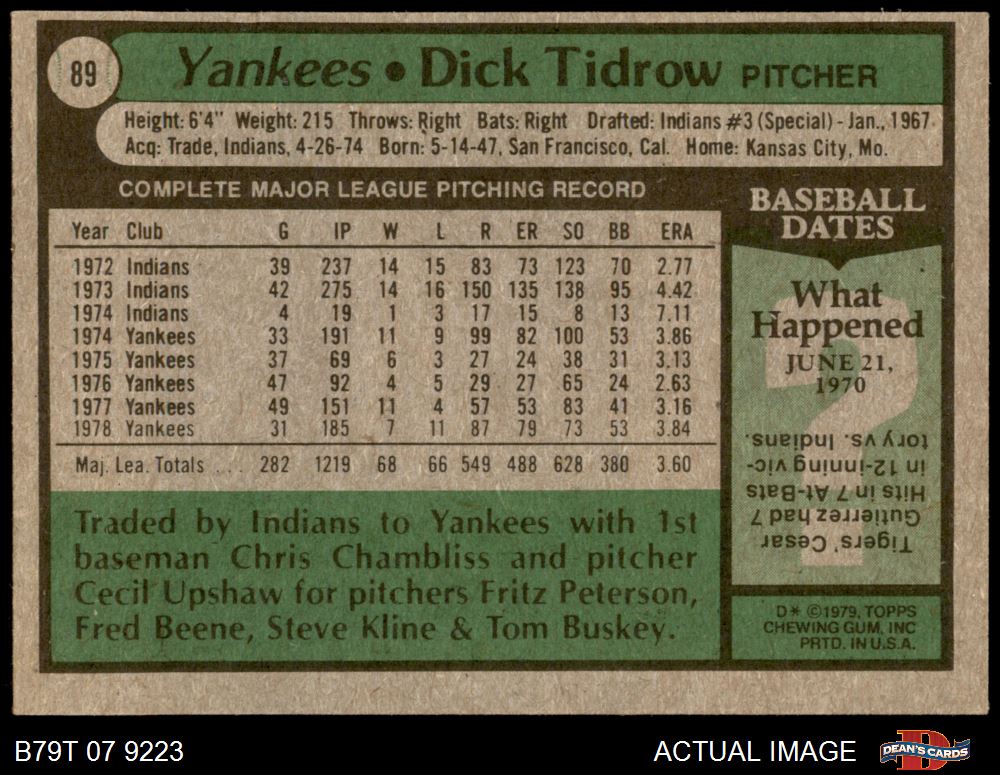 89 Yankees • Dick Tidrow PITCHER
Height: 6'4" Weight: 215 Throws: Right Bats: Right Drafted: Indians #3 (Special) - Jan., 1967
Acq: Trade, Indians, 4-26-74 Born: 5-14-47, San Francisco, Cal. Home: Kansas City, Mo.
COMPLETE MAJOR LEAGUE PITCHING RECORD
Year Club G IP W L R ER SO BB ERA
1972 Indians 39 237 14 15 83 73 123 70 2.77
1973 Indians 42 275 14 16 150 135 138 95 4.42
1974 Indians 4 19 1 3 17 15 8 13 7.11
1974 Yankees 33 191 11 9 99 82 100 53 3.86
1975 Yankees 37 69 6 3 27 24 38 31 3.13
1976 Yankees 47 92 4 5 29 27 65 24 2.63
1977 Yankees 49 151 11 4 57 53 83 41 3.16
1978 Yankees 31 185 7 11 87 79 73 53 3.84
Maj. Lea. Totals ... 282 1219 68 66 549 488 628 380 3.60
Traded by Indians to Yankees with 1st
baseman Chris Chambliss and pitcher
Cecil Upshaw for pitchers Fritz Peterson,
Fred Beene, Steve Kline & Tom Buskey.
BASEBALL
DATES
What
Happened
JUNE 21,
1970
?
Tigers' Cesar
Gutierrez had 7
Hits in 7 At-Bats
in 12-inning vic-
tory vs. Indians.
D* ©1979, TOPPS
CHEWING GUM, INC
PRTD. IN U.S.A.
B79T 07 9223
ACTUAL IMAGE
D
DEAN'S CARDS